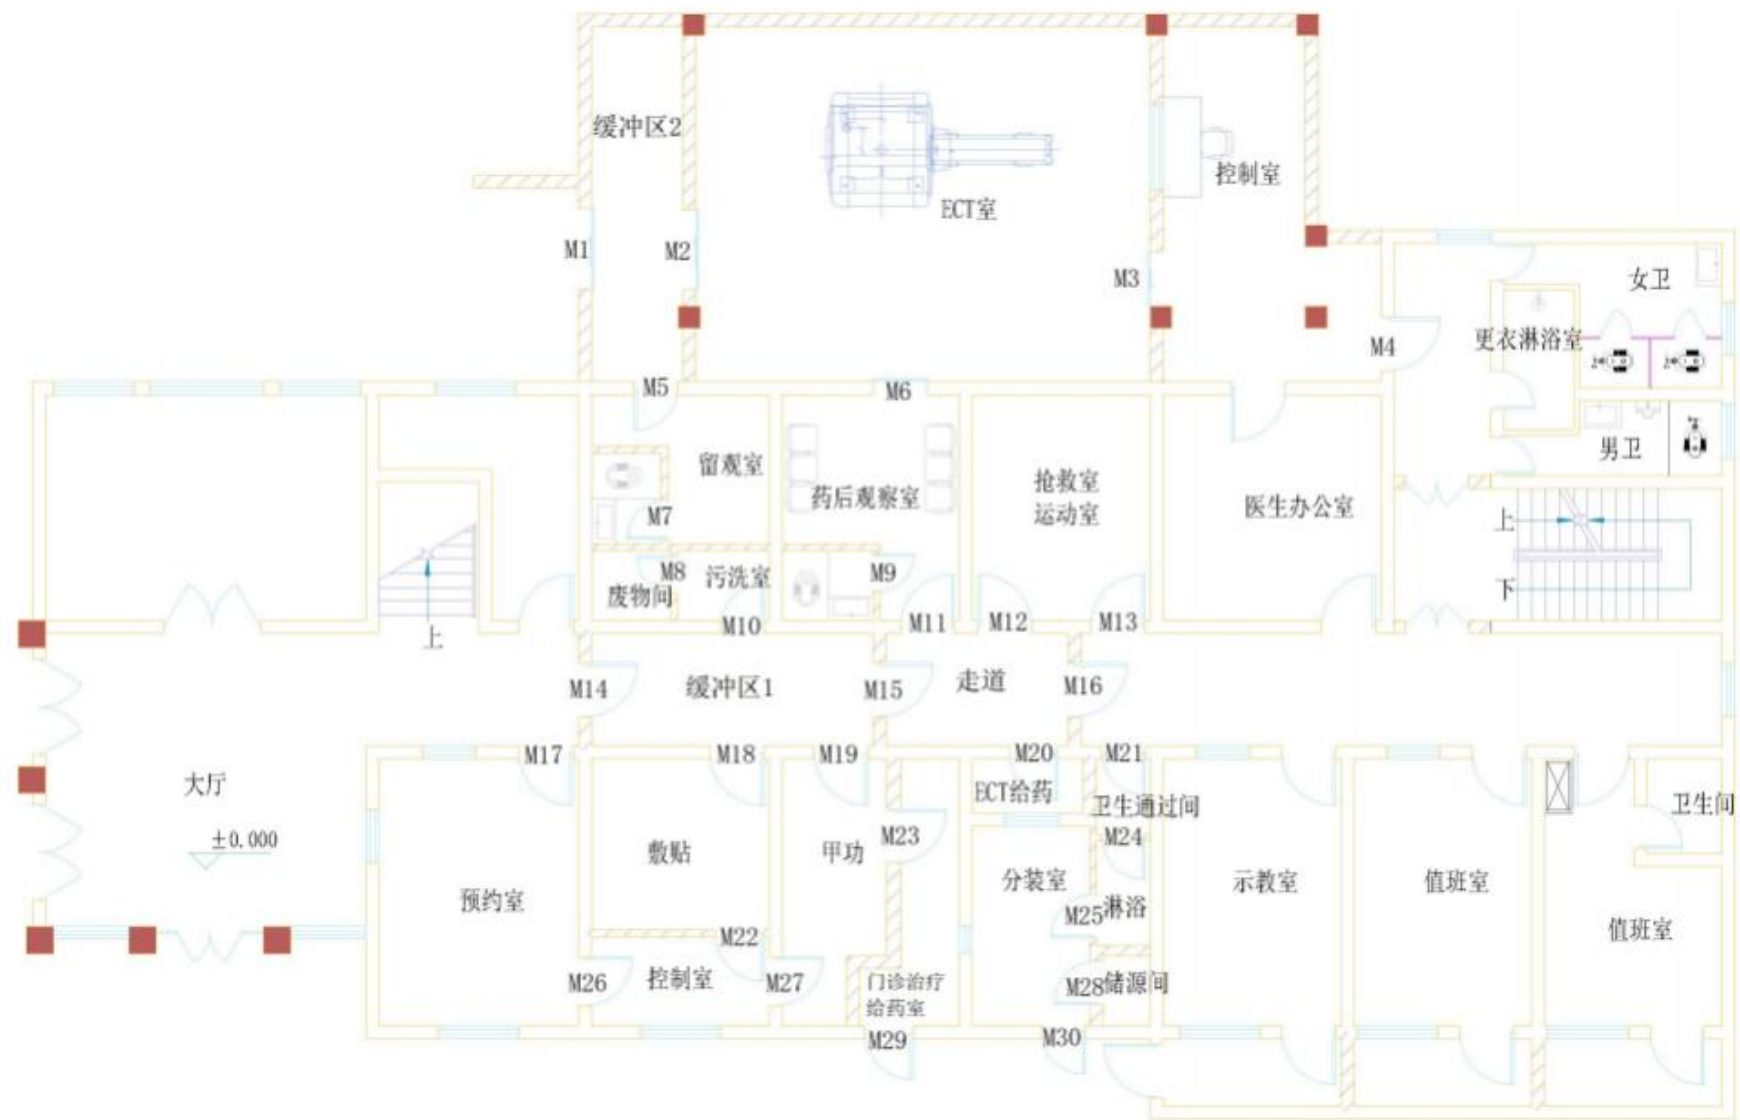 缓冲区2
控制室
ECT室
M1
M2
M3
女卫
更衣淋浴室
M4
M5
M6
男卫
留观室
药后观察室
抢救室
运动室
医生办公室
M7
上
M8
污洗室
M9
废物间
下
M10
M11
M12
M13
上
M14
缓冲区1
M15
走道
M16
M17
M18
M19
M20
M21
大厅
ECT给药
卫生通过间
卫生间
±0.000
M23
M24
敷贴
甲功
分装室
示教室
值班室
预约室
M25
淋浴
值班室
M22
M26
控制室
M27
门诊治疗
给药室
M28
储源间
M29
M30